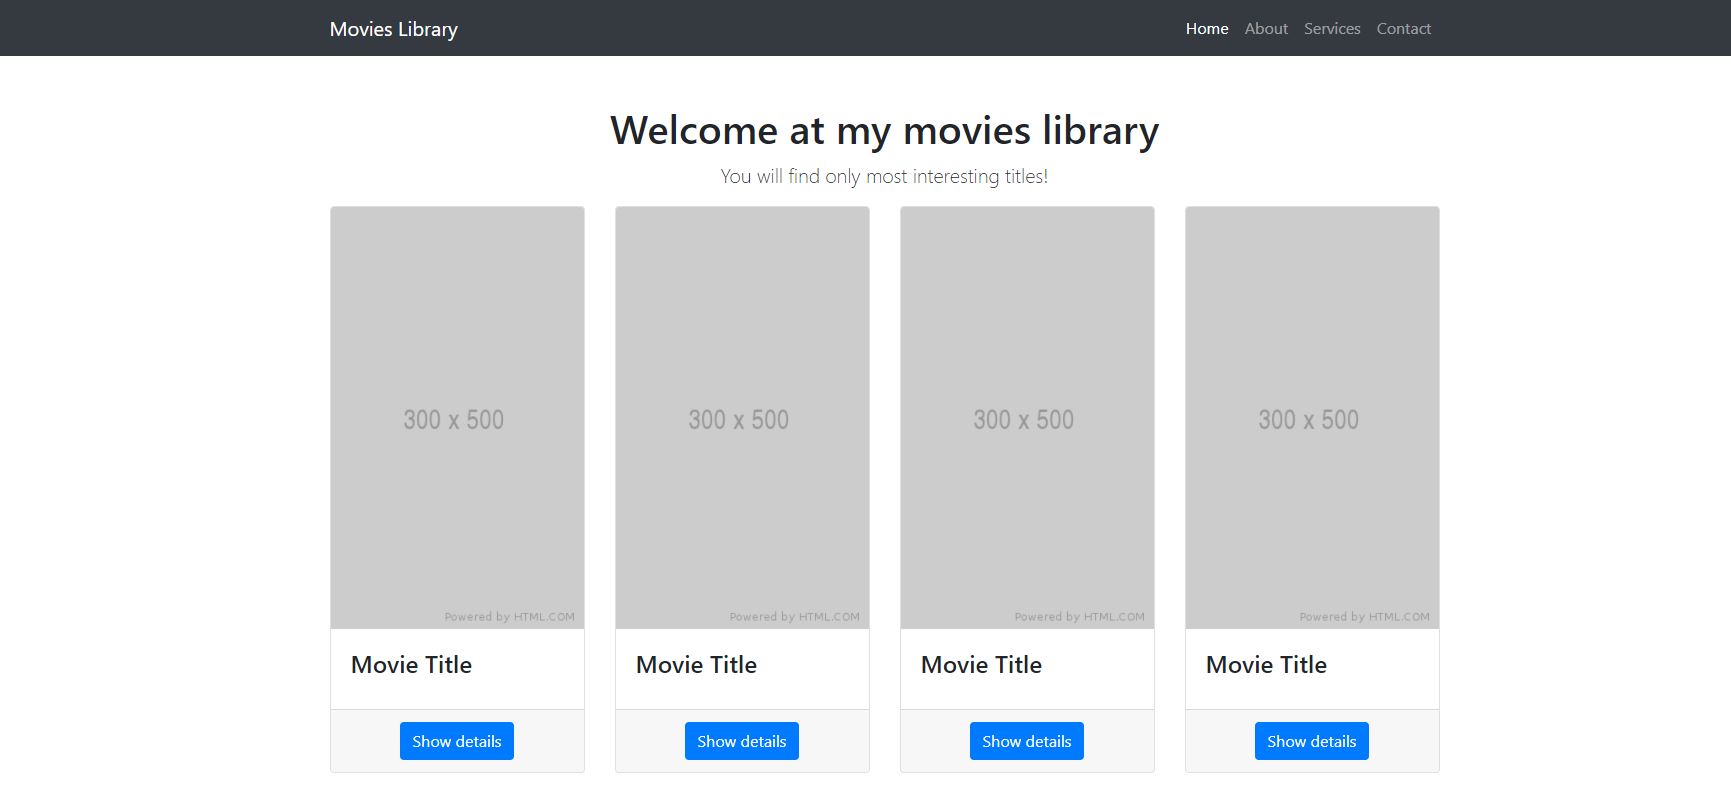 Movies Library
Home About Services Contact
Welcome at my movies library
You will find only most interesting titles!
300 x 500 300 x 500 300 x 500 300 x 500
Powered by HTML.COM Powered by HTML.COM Powered by HTML.COM Powered by HTML.COM
Movie Title Movie Title Movie Title Movie Title
Show details Show details Show details Show details